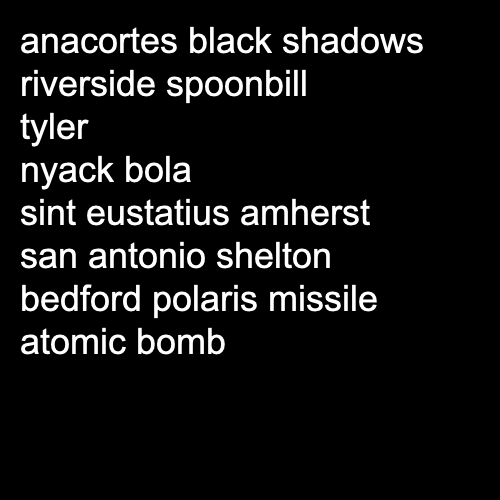 anacortes black shadows
riverside spoonbill
tyler
nyack bola
sint eustatius amherst
san antonio shelton
bedford polaris missile
atomic bomb